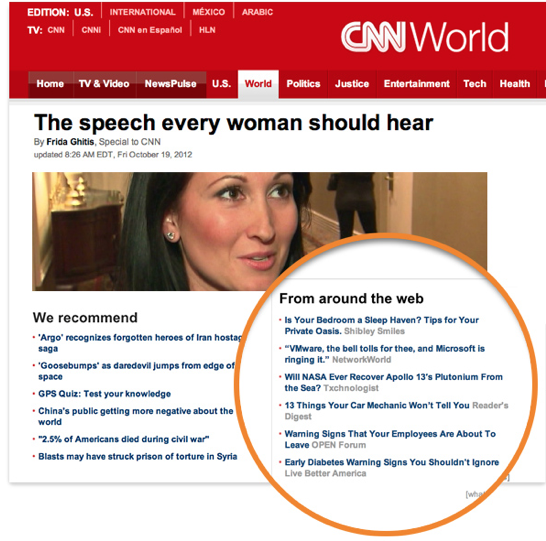 EDITION: U.S. INTERNATIONAL MÉXICO ARABIC
TV: CNN CNNi CNN en Español HLN
CNN World
Home TV & Video NewsPulse U.S. World Politics Justice Entertainment Tech Health
The speech every woman should hear
By Frida Ghitis, Special to CNN
updated 8:26 AM EDT, Fri October 19, 2012
We recommend
'Argo' recognizes forgotten heroes of Iran hostag
saga
'Goosebumps' as daredevil jumps from edge of
space
GPS Quiz: Test your knowledge
China's public getting more negative about the
world
"2.5% of Americans died during civil war"
Blasts may have struck prison of torture in Syria
From around the web
Is Your Bedroom a Sleep Haven? Tips for Your
Private Oasis. Shibley Smiles
“VMware, the bell tolls for thee, and Microsoft is
ringing it.” NetworkWorld
Will NASA Ever Recover Apollo 13's Plutonium From
the Sea? Txchnologist
13 Things Your Car Mechanic Won't Tell You Reader's
Digest
Warning Signs That Your Employees Are About To
Leave OPEN Forum
Early Diabetes Warning Signs You Shouldn't Ignore
Live Better America